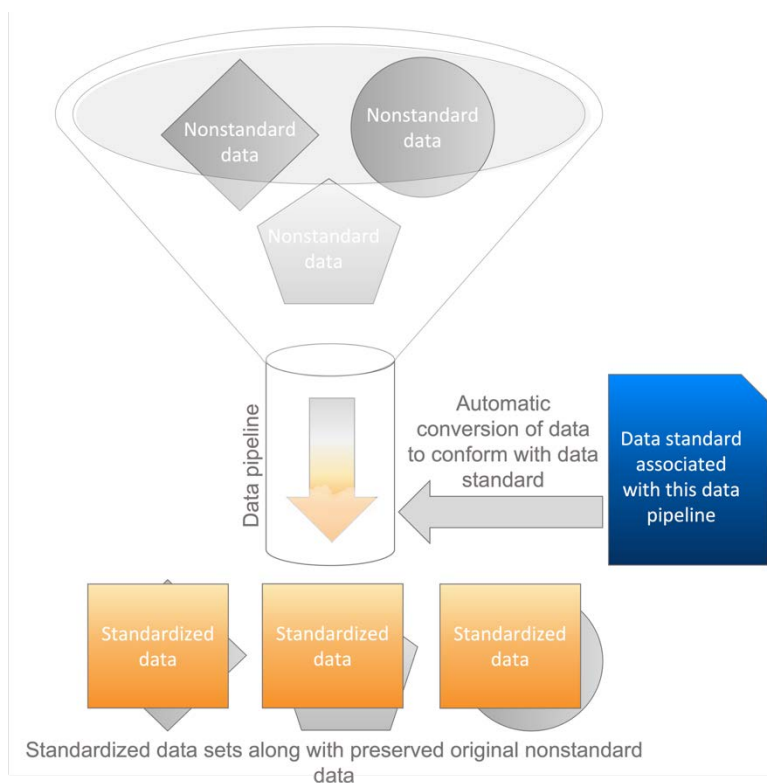 Nonstandard
data
Nonstandard
data
Nonstandard
data
Data pipeline
Automatic
conversion of data
to conform with data
standard
Data standard
associated
with this data
pipeline
Standardized
data
Standardized
data
Standardized
data
Standardized data sets along with preserved original nonstandard
data